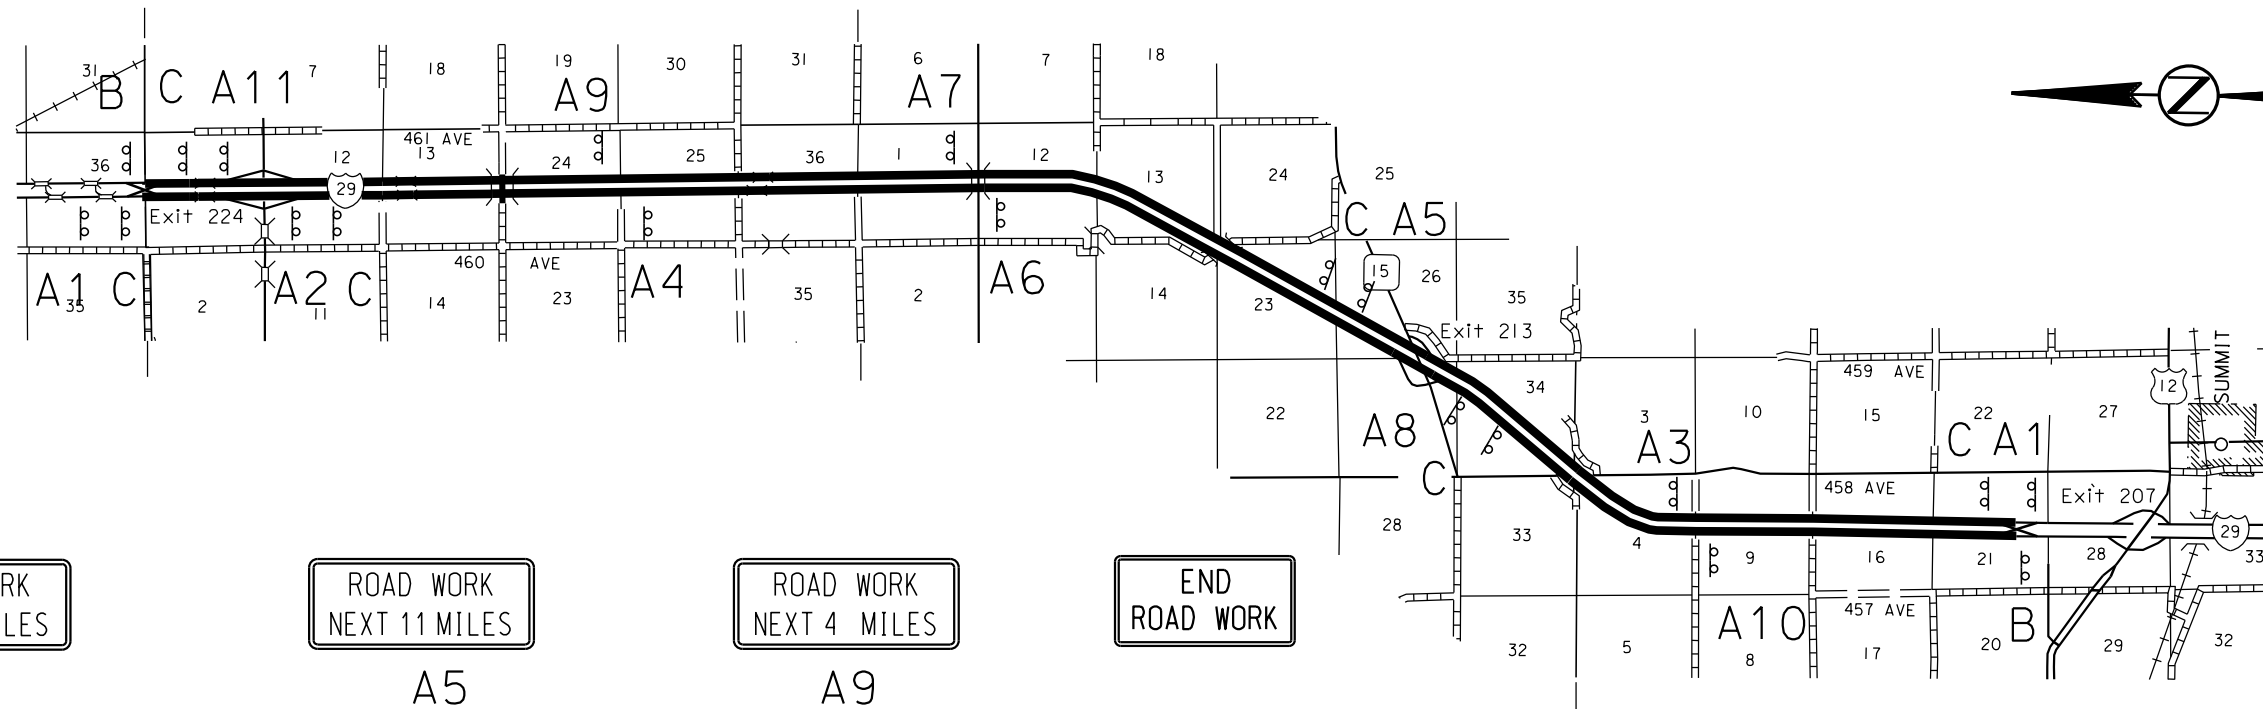 31 B C A11 7 18 19 A9 30 31 6 A7 7 18
461 AVE
36 12 13 24 25 36 1 12 13 24 25
29
Exit 224
C A5
460 AVE
15 26
A1 C A2 C A4 A6
35 2 11 14 23 35 2 14 23 35
Exit 213
459 AVE
12
SUMMIT
22 34 3 10 15 22 27
A8 A3 C A1
C
458 AVE
Exit 207
28 33 4 9 16 21 28 29 33
457 AVE
A10 B
32 5 8 17 20 29 32
RK
LES
ROAD WORK
NEXT 11 MILES
A5
ROAD WORK
NEXT 4 MILES
A9
END
ROAD WORK
Z